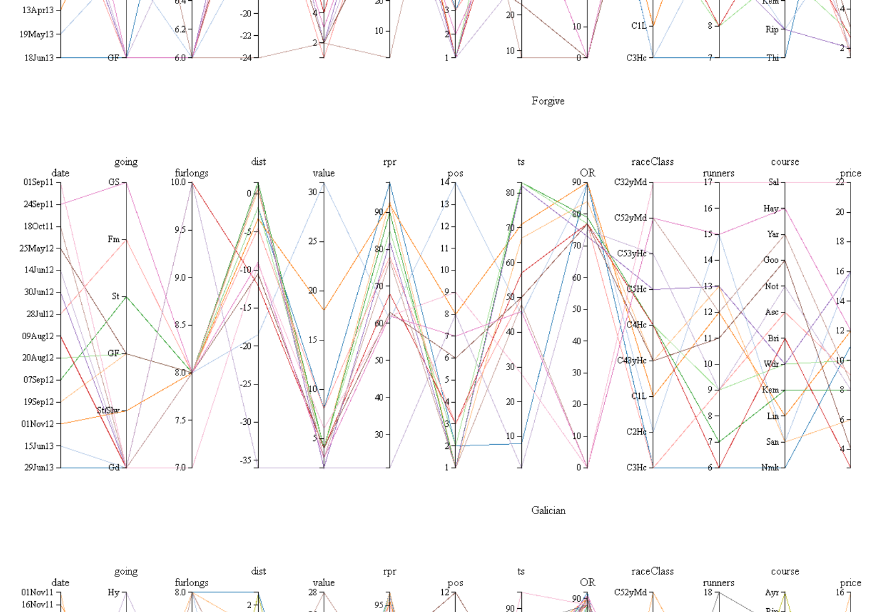 13Apr13 6.4 -20 4 20 3 20 C1L 8 Kem 4
19May13 6.2 -22 2 10 2 10 Rip 2
18Jun13 GF 6.0 -24 1 0 C3Hc 7 Thi
Forgive
date going furlongs dist value rpr pos ts OR raceClass runners course price
01Sep11 GS 10.0 0 30 90 14 80 90 C32yMd 17 Sal 22
24Sep11 Fm 9.5 -5 25 80 13 70 80 C52yMd 16 Hay 20
18Oct11 St 9.0 -10 20 70 12 60 70 C53yHc 15 Yar 18
25May12 GF 8.5 -15 15 60 11 50 60 C5Hc 14 Goo 16
14Jun12 StSlw 8.0 -20 10 50 10 40 50 C4Hc 13 Not 14
30Jun12 Gd 7.5 -25 5 40 9 30 40 C43yHc 12 Asc 12
28Jul12 7.0 -30 30 8 20 30 C1L 11 Bri 10
09Aug12 -35 7 10 20 C2Hc 10 Wdr 8
20Aug12 6 10 C3Hc 9 Kem 6
07Sep12 5 0 8 Lin 4
19Sep12 4 7 San
01Nov12 3 6 Nmk
15Jun13 2
29Jun13 1
Galician
date going furlongs dist value rpr pos ts OR raceClass runners course price
01Nov11 Hy 8.0 2 28 95 12 90 90 C52yMd 18 Ayr 16
16Nov11 26 14